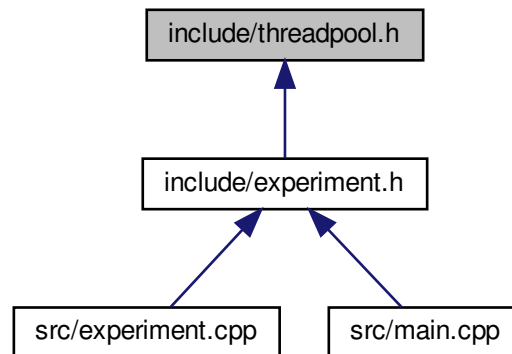 include/threadpool.h
include/experiment.h
src/experiment.cpp
src/main.cpp